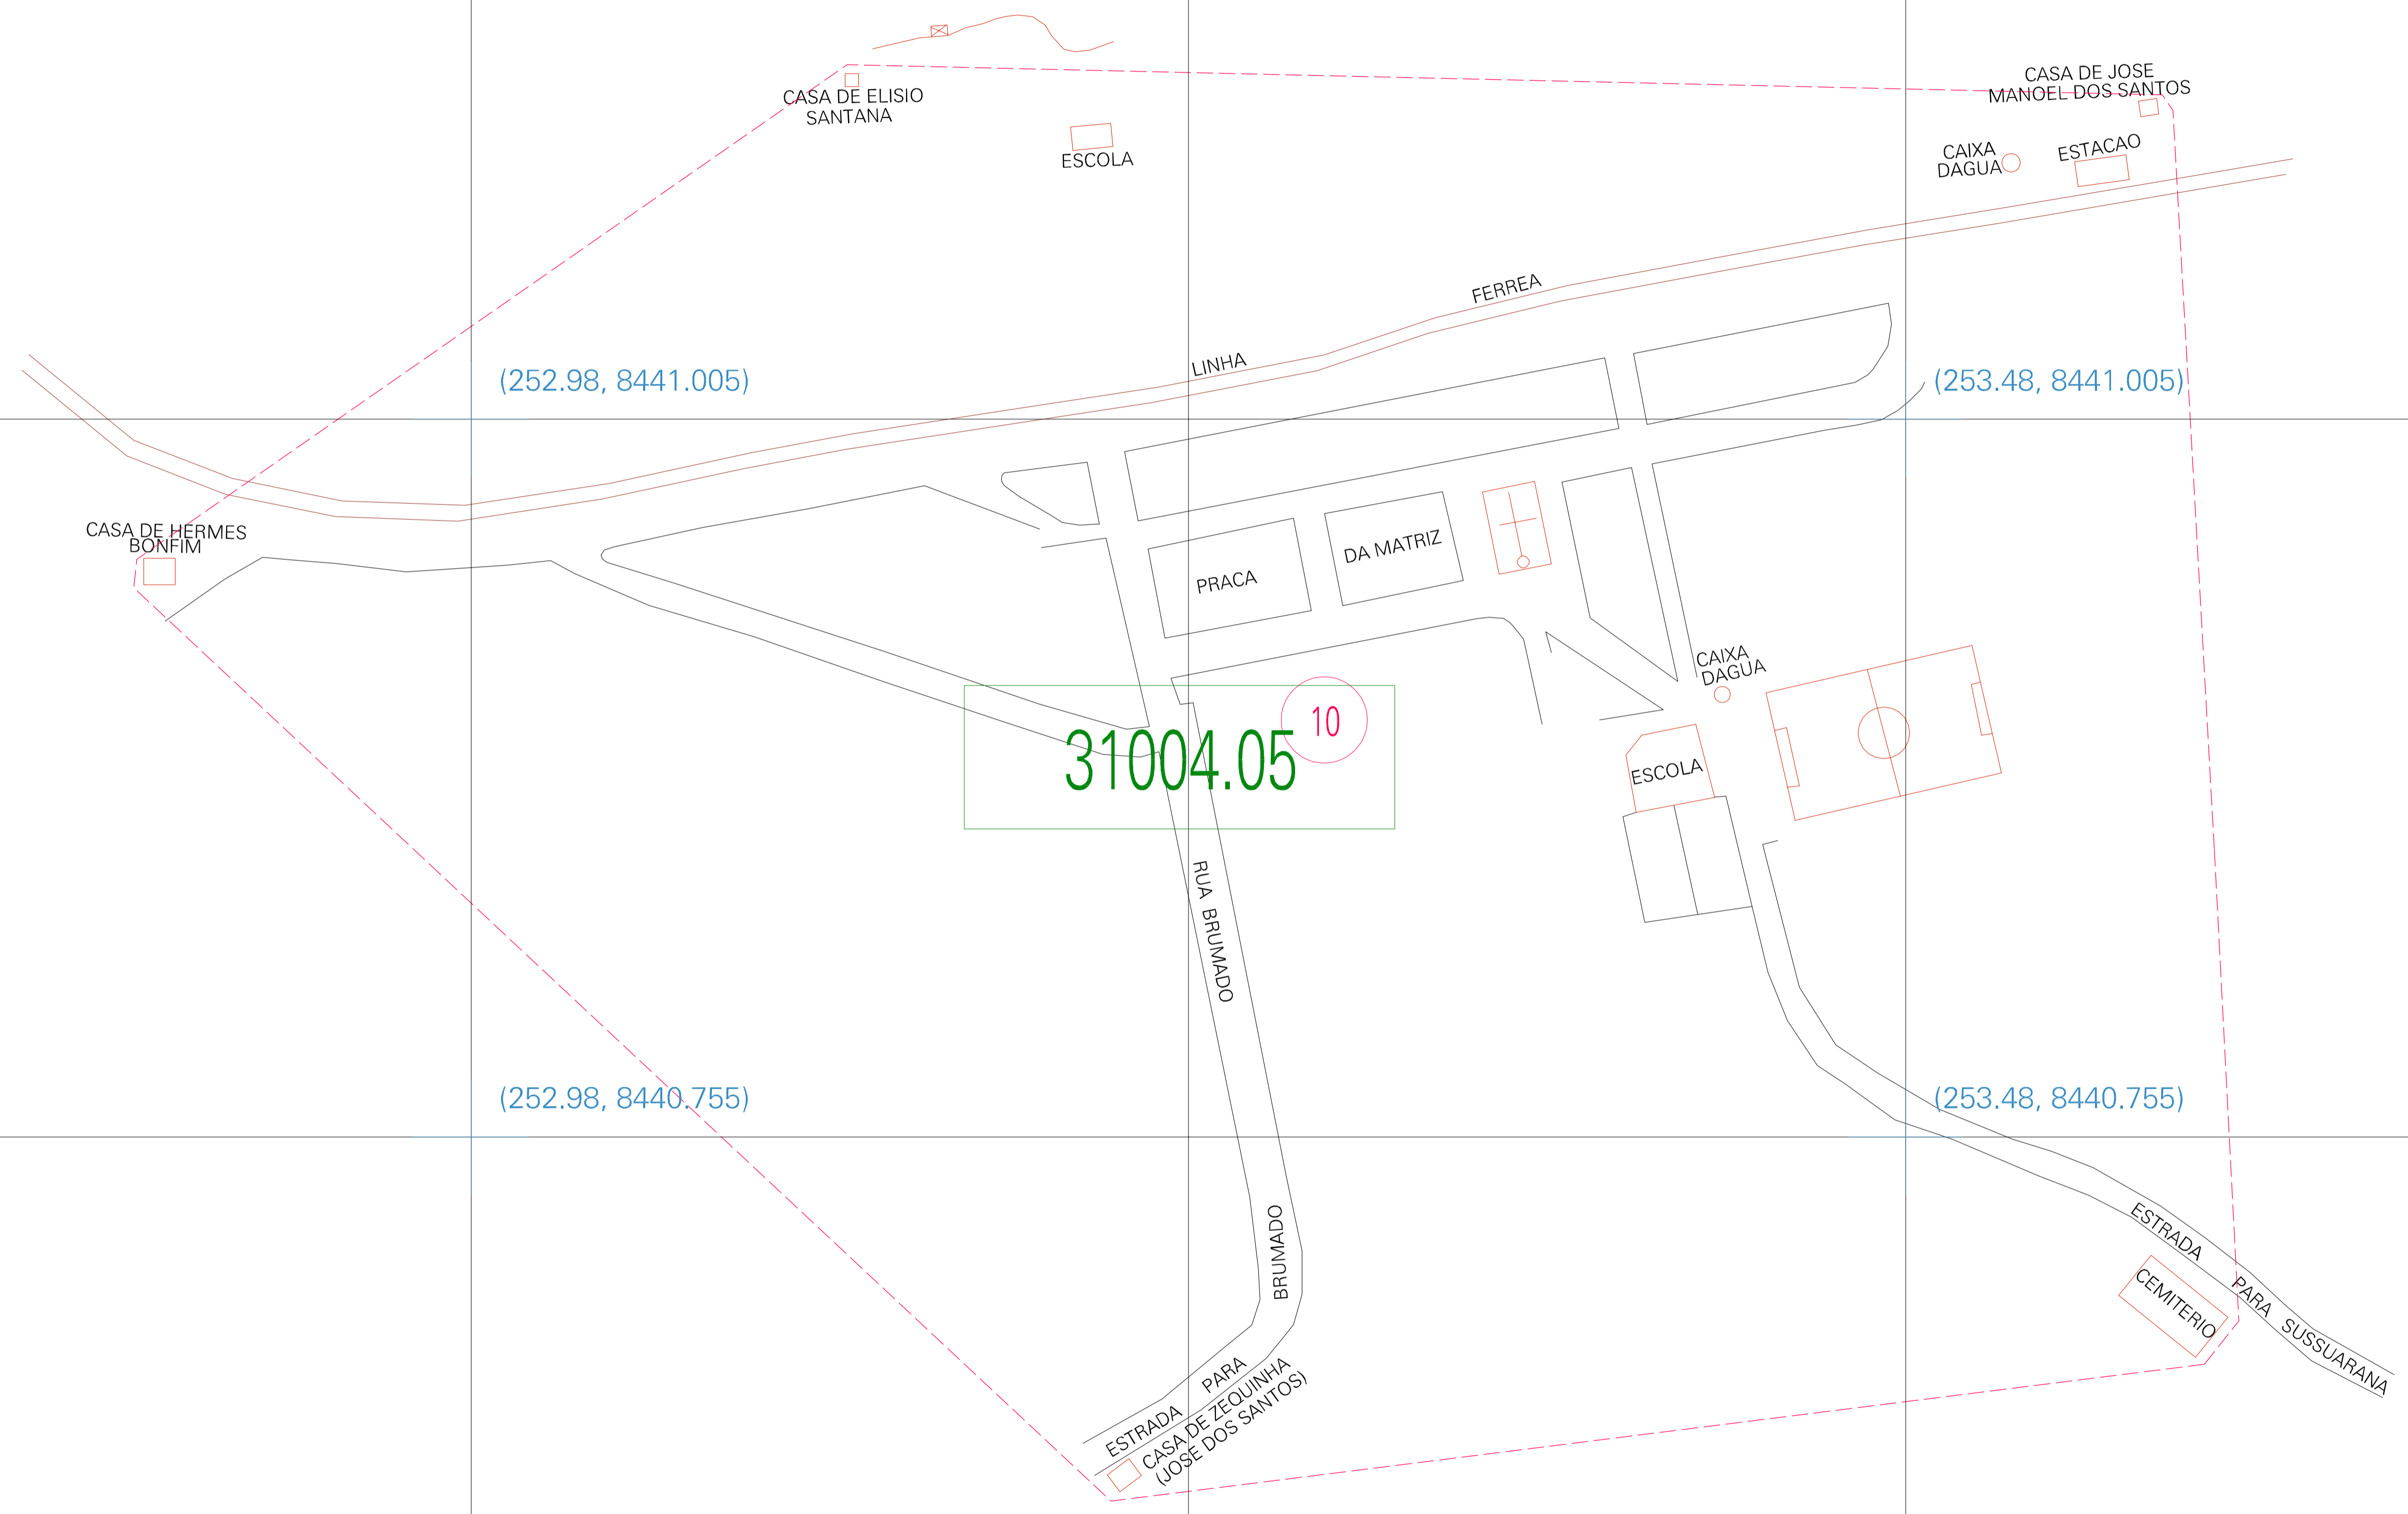 CASA DE ELISIO
SANTANA
ESCOLA
CASA DE JOSE
MANOEL DOS SANTOS
CAIXA
DAGUA
ESTACAO
LINHA FERREA
(252.98, 8441.005)
(253.48, 8441.005)
CASA DE HERMES
BONFIM
PRACA DA MATRIZ
CAIXA
DAGUA
10
31004.05
ESCOLA
RUA BRUMADO
(252.98, 8440.755)
(253.48, 8440.755)
ESTRADA PARA BRUMADO
CASA DE ZEQUINHA
(JOSE DOS SANTOS)
ESTRADA PARA SUSSUARANA
CEMITERIO